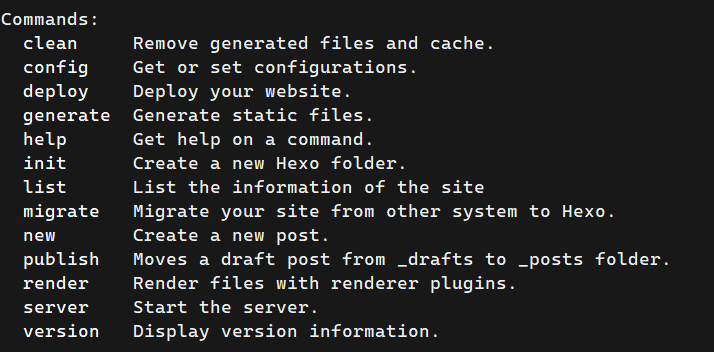 Commands:
  clean     Remove generated files and cache.
  config    Get or set configurations.
  deploy    Deploy your website.
  generate  Generate static files.
  help      Get help on a command.
  init      Create a new Hexo folder.
  list      List the information of the site
  migrate   Migrate your site from other system to Hexo.
  new       Create a new post.
  publish   Moves a draft post from _drafts to _posts folder.
  render    Render files with renderer plugins.
  server    Start the server.
  version   Display version information.